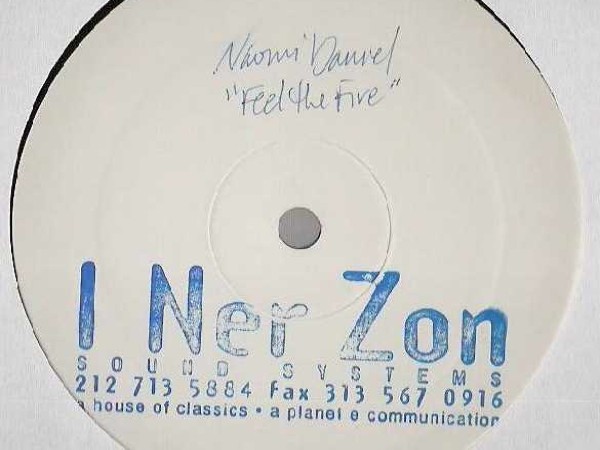 Naomi Daniel
"Feel the Fire"
I Ner Zon
SOUND SYSTEMS
212 713 5884 fax 313 567 0916
a house of classics • a planet e communication